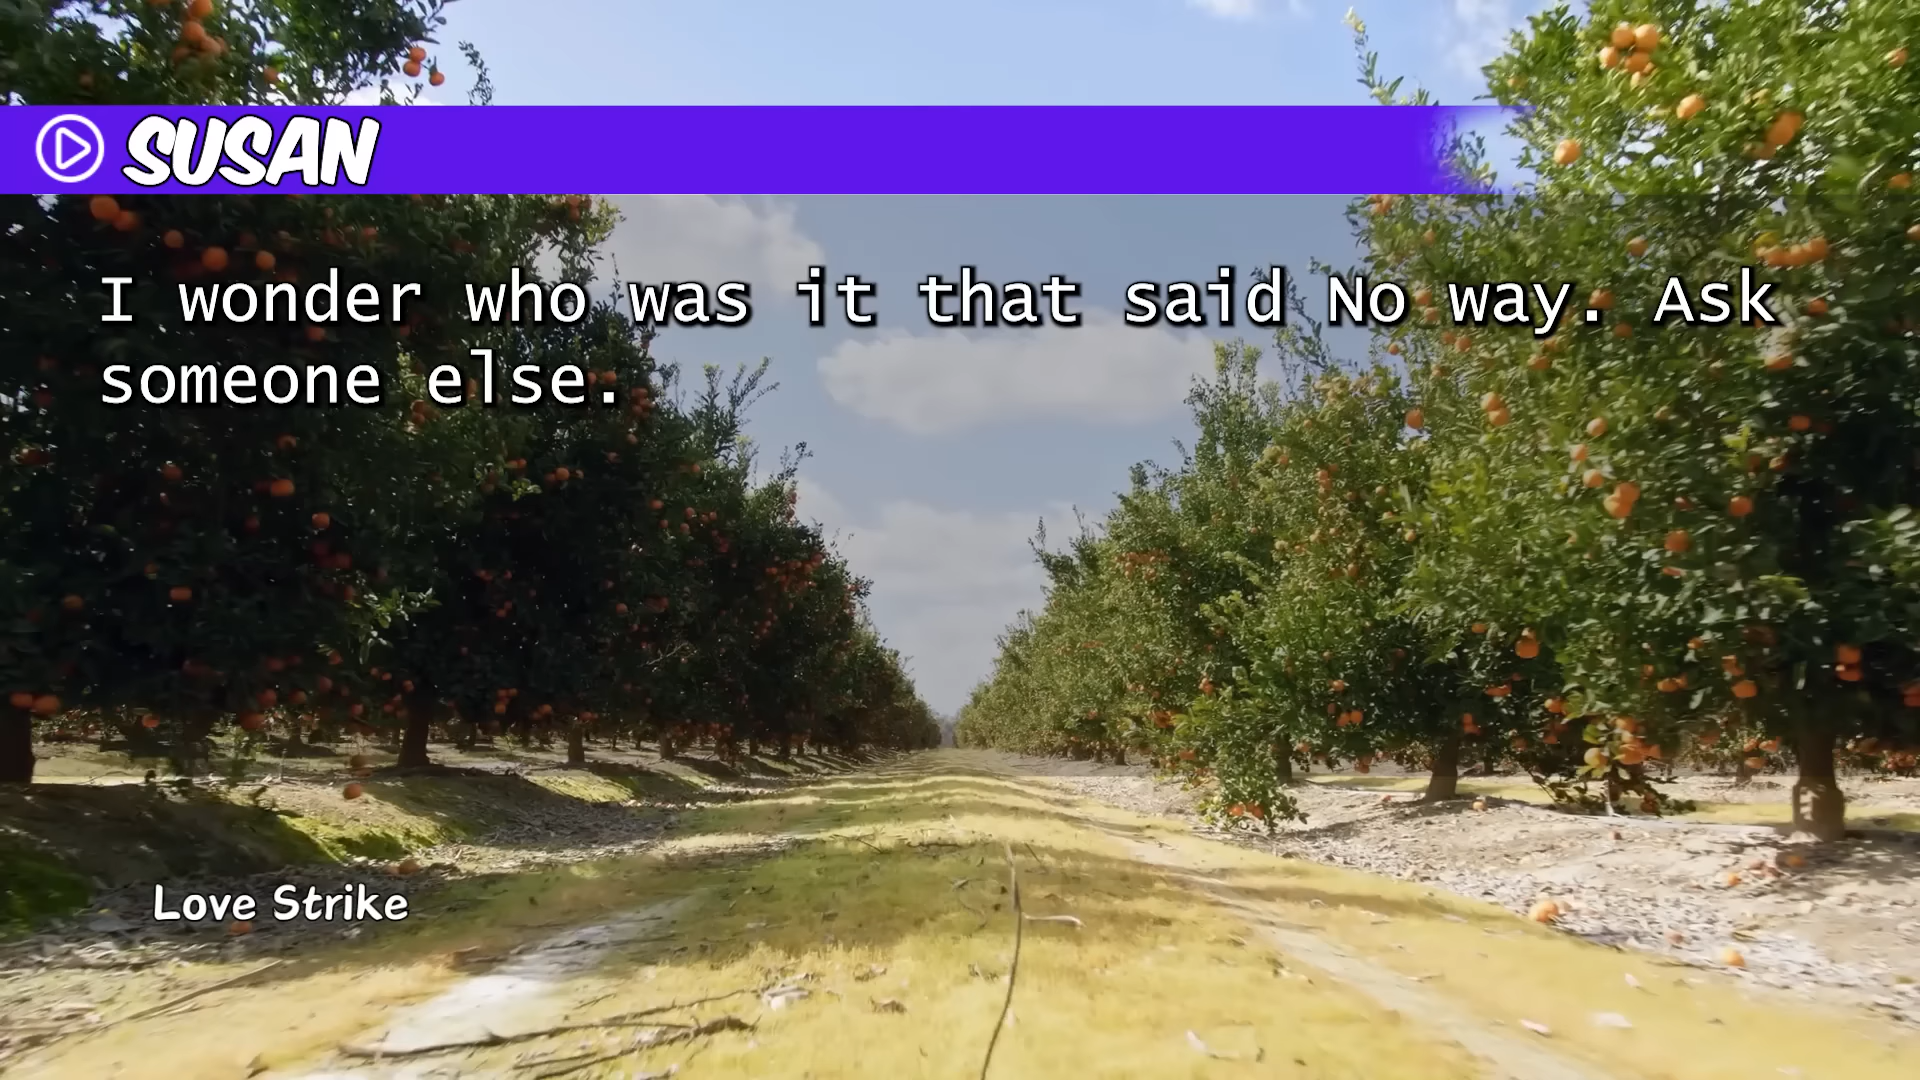 SUSAN
I wonder who was it that said No way. Ask
someone else.
Love Strike